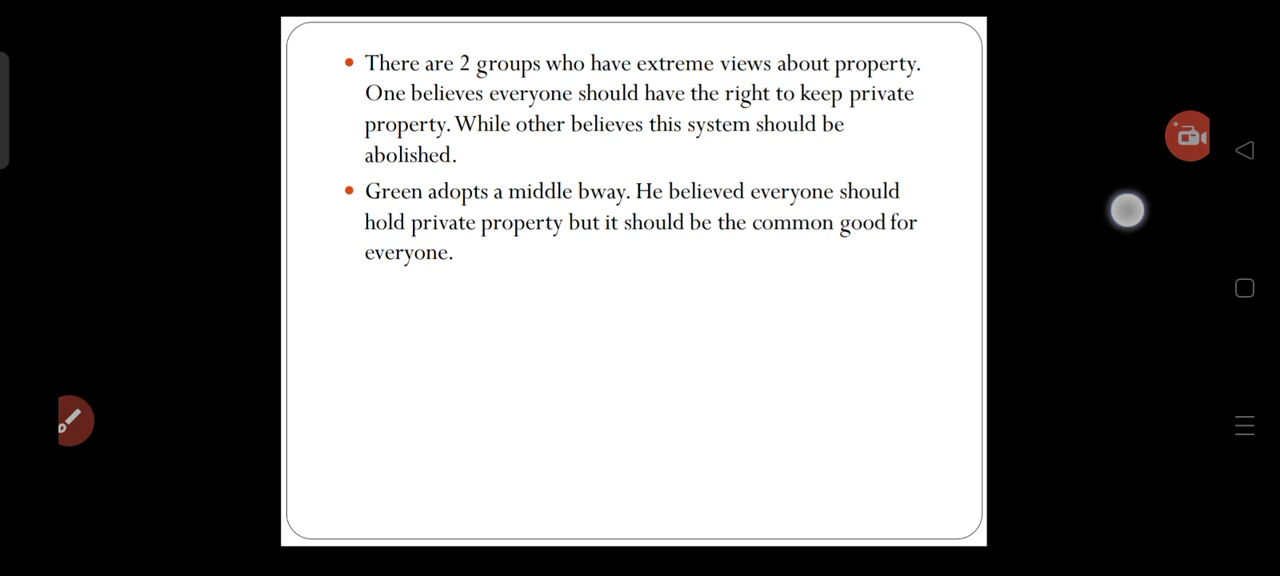 There are 2 groups who have extreme views about property.
One believes everyone should have the right to keep private
property. While other believes this system should be
abolished.
Green adopts a middle bway. He believed everyone should
hold private property but it should be the common good for
everyone.